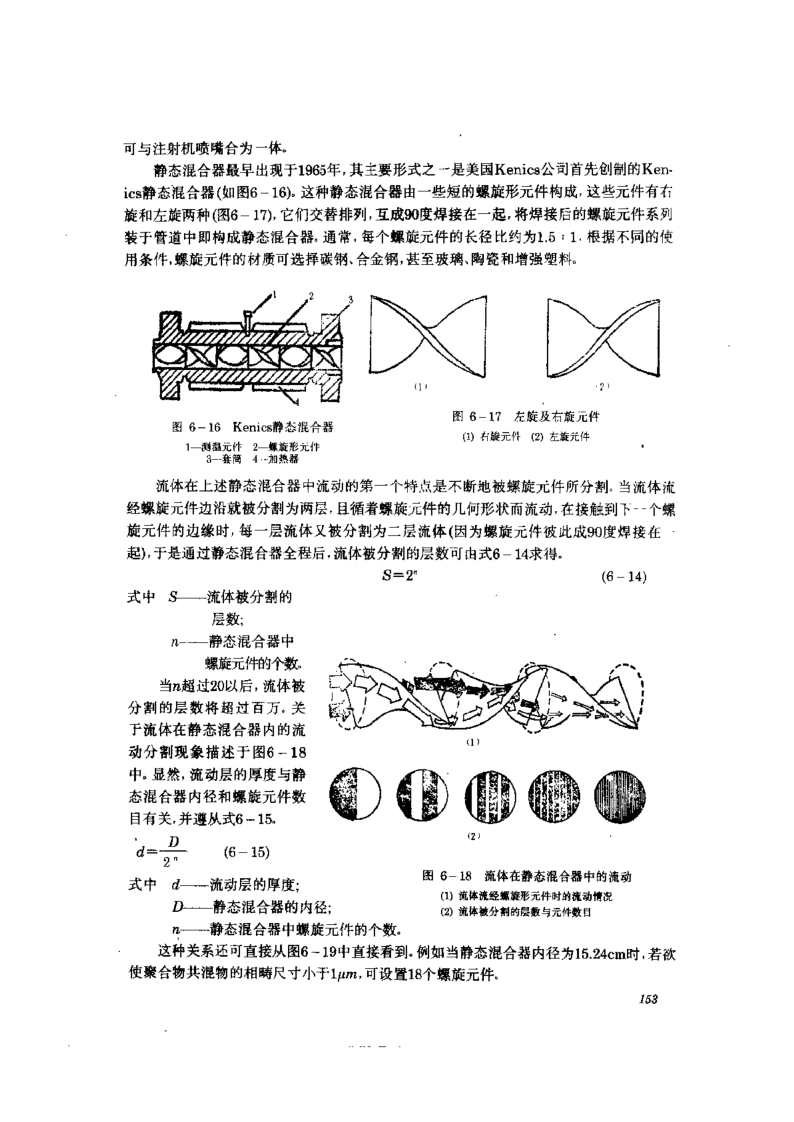 可与注射机喷嘴合为一体。
静态混合器最早出现于1965年,其主要形式之一是美国Kenics公司首先创制的Ken-
ics静态混合器(如图6-16)。这种静态混合器由一些短的螺旋形元件构成,这些元件有右
旋和左旋两种(图6-17),它们交替排列,互成90度焊接在一起,将焊接后的螺旋元件系列
装于管道中即构成静态混合器。通常,每个螺旋元件的长径比约为1.5:1.根据不同的使
用条件,螺旋元件的材质可选择碳钢、合金钢,甚至玻璃、陶瓷和增强塑料。
1
2
3
4
(1)
(2)
图 6-16 Kenics静态混合器
1—测温元件 2—螺旋形元件
3—套筒 4—加热器
图 6-17 左旋及右旋元件
(1) 右旋元件 (2) 左旋元件
流体在上述静态混合器中流动的第一个特点是不断地被螺旋元件所分割。当流体流
经螺旋元件边沿就被分割为两层,且循着螺旋元件的几何形状而流动,在接触到下一个螺
旋元件的边缘时,每一层流体又被分割为二层流体(因为螺旋元件彼此成90度焊接在一
起),于是通过静态混合器全程后,流体被分割的层数可由式6-14求得。
S=2ⁿ (6-14)
式中 S——流体被分割的
层数;
n——静态混合器中
螺旋元件的个数。
当n超过20以后,流体被
分割的层数将超过百万。关
于流体在静态混合器内的流
动分割现象描述于图6-18
中。显然,流动层的厚度与静
态混合器内径和螺旋元件数
目有关,并遵从式6-15.
d=D/2ⁿ (6-15)
式中 d——流动层的厚度;
D——静态混合器的内径;
n——静态混合器中螺旋元件的个数。
(1)
(2)
图 6-18 流体在静态混合器中的流动
(1) 流体流经螺旋形元件时的流动情况
(2) 流体被分割的层数与元件数目
这种关系还可直接从图6-19中直接看到。例如当静态混合器内径为15.24cm时,若欲
使聚合物共混物的相畴尺寸小于1μm,可设置18个螺旋元件。
153